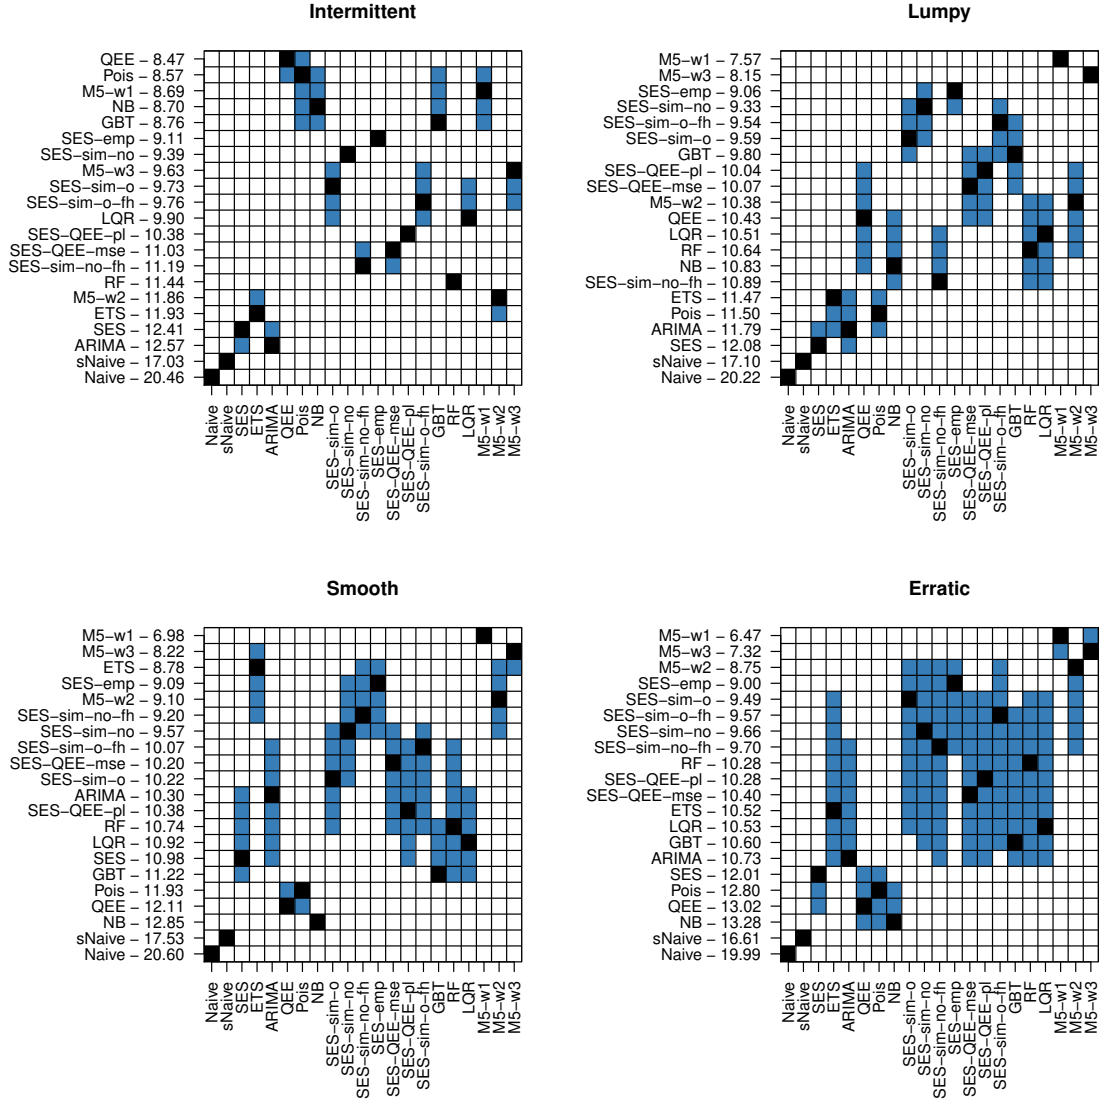 Intermittent
QEE − 8.47
Pois − 8.57
M5−w1 − 8.69
NB − 8.70
GBT − 8.76
SES−emp − 9.11
SES−sim−no − 9.39
M5−w3 − 9.63
SES−sim−o − 9.73
SES−sim−o−fh − 9.76
LQR − 9.90
SES−QEE−pl − 10.38
SES−QEE−mse − 11.03
SES−sim−no−fh − 11.19
RF − 11.44
M5−w2 − 11.86
ETS − 11.93
SES − 12.41
ARIMA − 12.57
sNaive − 17.03
Naive − 20.46
Naive
sNaive
SES
ETS
ARIMA
QEE
Pois
NB
SES−sim−o
SES−sim−no
SES−sim−no−fh
SES−emp
SES−QEE−mse
SES−QEE−pl
SES−sim−o−fh
GBT
RF
LQR
M5−w1
M5−w2
M5−w3
Lumpy
M5−w1 − 7.57
M5−w3 − 8.15
SES−emp − 9.06
SES−sim−no − 9.33
SES−sim−o−fh − 9.54
SES−sim−o − 9.59
GBT − 9.80
SES−QEE−pl − 10.04
SES−QEE−mse − 10.07
M5−w2 − 10.38
QEE − 10.43
LQR − 10.51
RF − 10.64
NB − 10.83
SES−sim−no−fh − 10.89
ETS − 11.47
Pois − 11.50
ARIMA − 11.79
SES − 12.08
sNaive − 17.10
Naive − 20.22
Naive
sNaive
SES
ETS
ARIMA
QEE
Pois
NB
SES−sim−o
SES−sim−no
SES−sim−no−fh
SES−emp
SES−QEE−mse
SES−QEE−pl
SES−sim−o−fh
GBT
RF
LQR
M5−w1
M5−w2
M5−w3
Smooth
M5−w1 − 6.98
M5−w3 − 8.22
ETS − 8.78
SES−emp − 9.09
M5−w2 − 9.10
SES−sim−no−fh − 9.20
SES−sim−no − 9.57
SES−sim−o−fh − 10.07
SES−QEE−mse − 10.20
SES−sim−o − 10.22
ARIMA − 10.30
SES−QEE−pl − 10.38
RF − 10.74
LQR − 10.92
SES − 10.98
GBT − 11.22
Pois − 11.93
QEE − 12.11
NB − 12.85
sNaive − 17.53
Naive − 20.60
Naive
sNaive
SES
ETS
ARIMA
QEE
Pois
NB
SES−sim−o
SES−sim−no
SES−sim−no−fh
SES−emp
SES−QEE−mse
SES−QEE−pl
SES−sim−o−fh
GBT
RF
LQR
M5−w1
M5−w2
M5−w3
Erratic
M5−w1 − 6.47
M5−w3 − 7.32
M5−w2 − 8.75
SES−emp − 9.00
SES−sim−o − 9.49
SES−sim−o−fh − 9.57
SES−sim−no − 9.66
SES−sim−no−fh − 9.70
RF − 10.28
SES−QEE−pl − 10.28
SES−QEE−mse − 10.40
ETS − 10.52
LQR − 10.53
GBT − 10.60
ARIMA − 10.73
SES − 12.01
Pois − 12.80
QEE − 13.02
NB − 13.28
sNaive − 16.61
Naive − 19.99
Naive
sNaive
SES
ETS
ARIMA
QEE
Pois
NB
SES−sim−o
SES−sim−no
SES−sim−no−fh
SES−emp
SES−QEE−mse
SES−QEE−pl
SES−sim−o−fh
GBT
RF
LQR
M5−w1
M5−w2
M5−w3